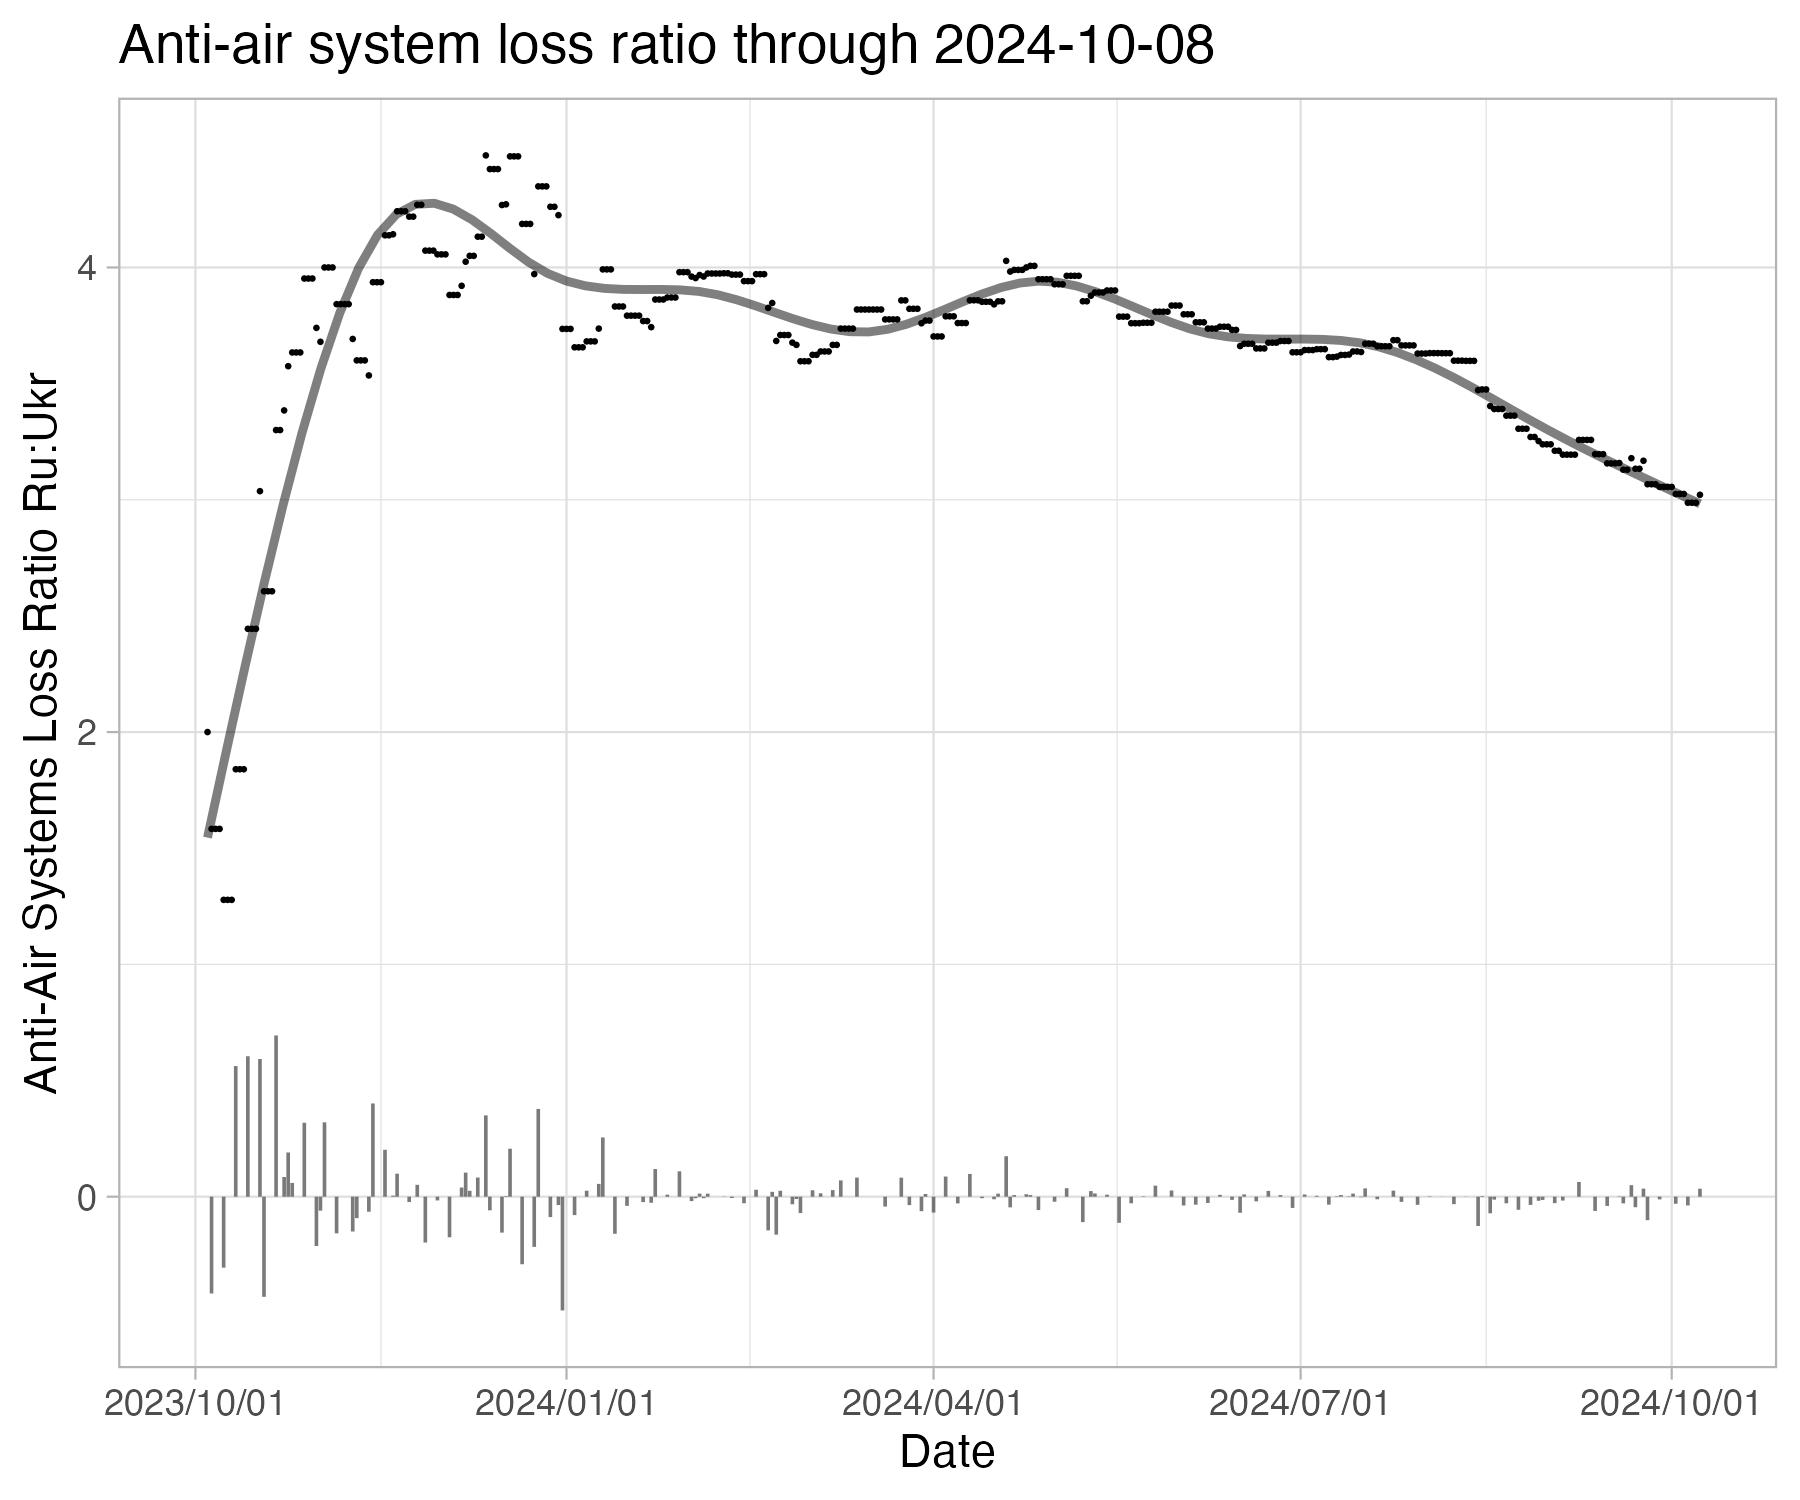 Anti-air system loss ratio through 2024-10-08
Anti-Air Systems Loss Ratio Ru:Ukr
4
2
0
2023/10/01
2024/01/01
2024/04/01
2024/07/01
2024/10/01
Date